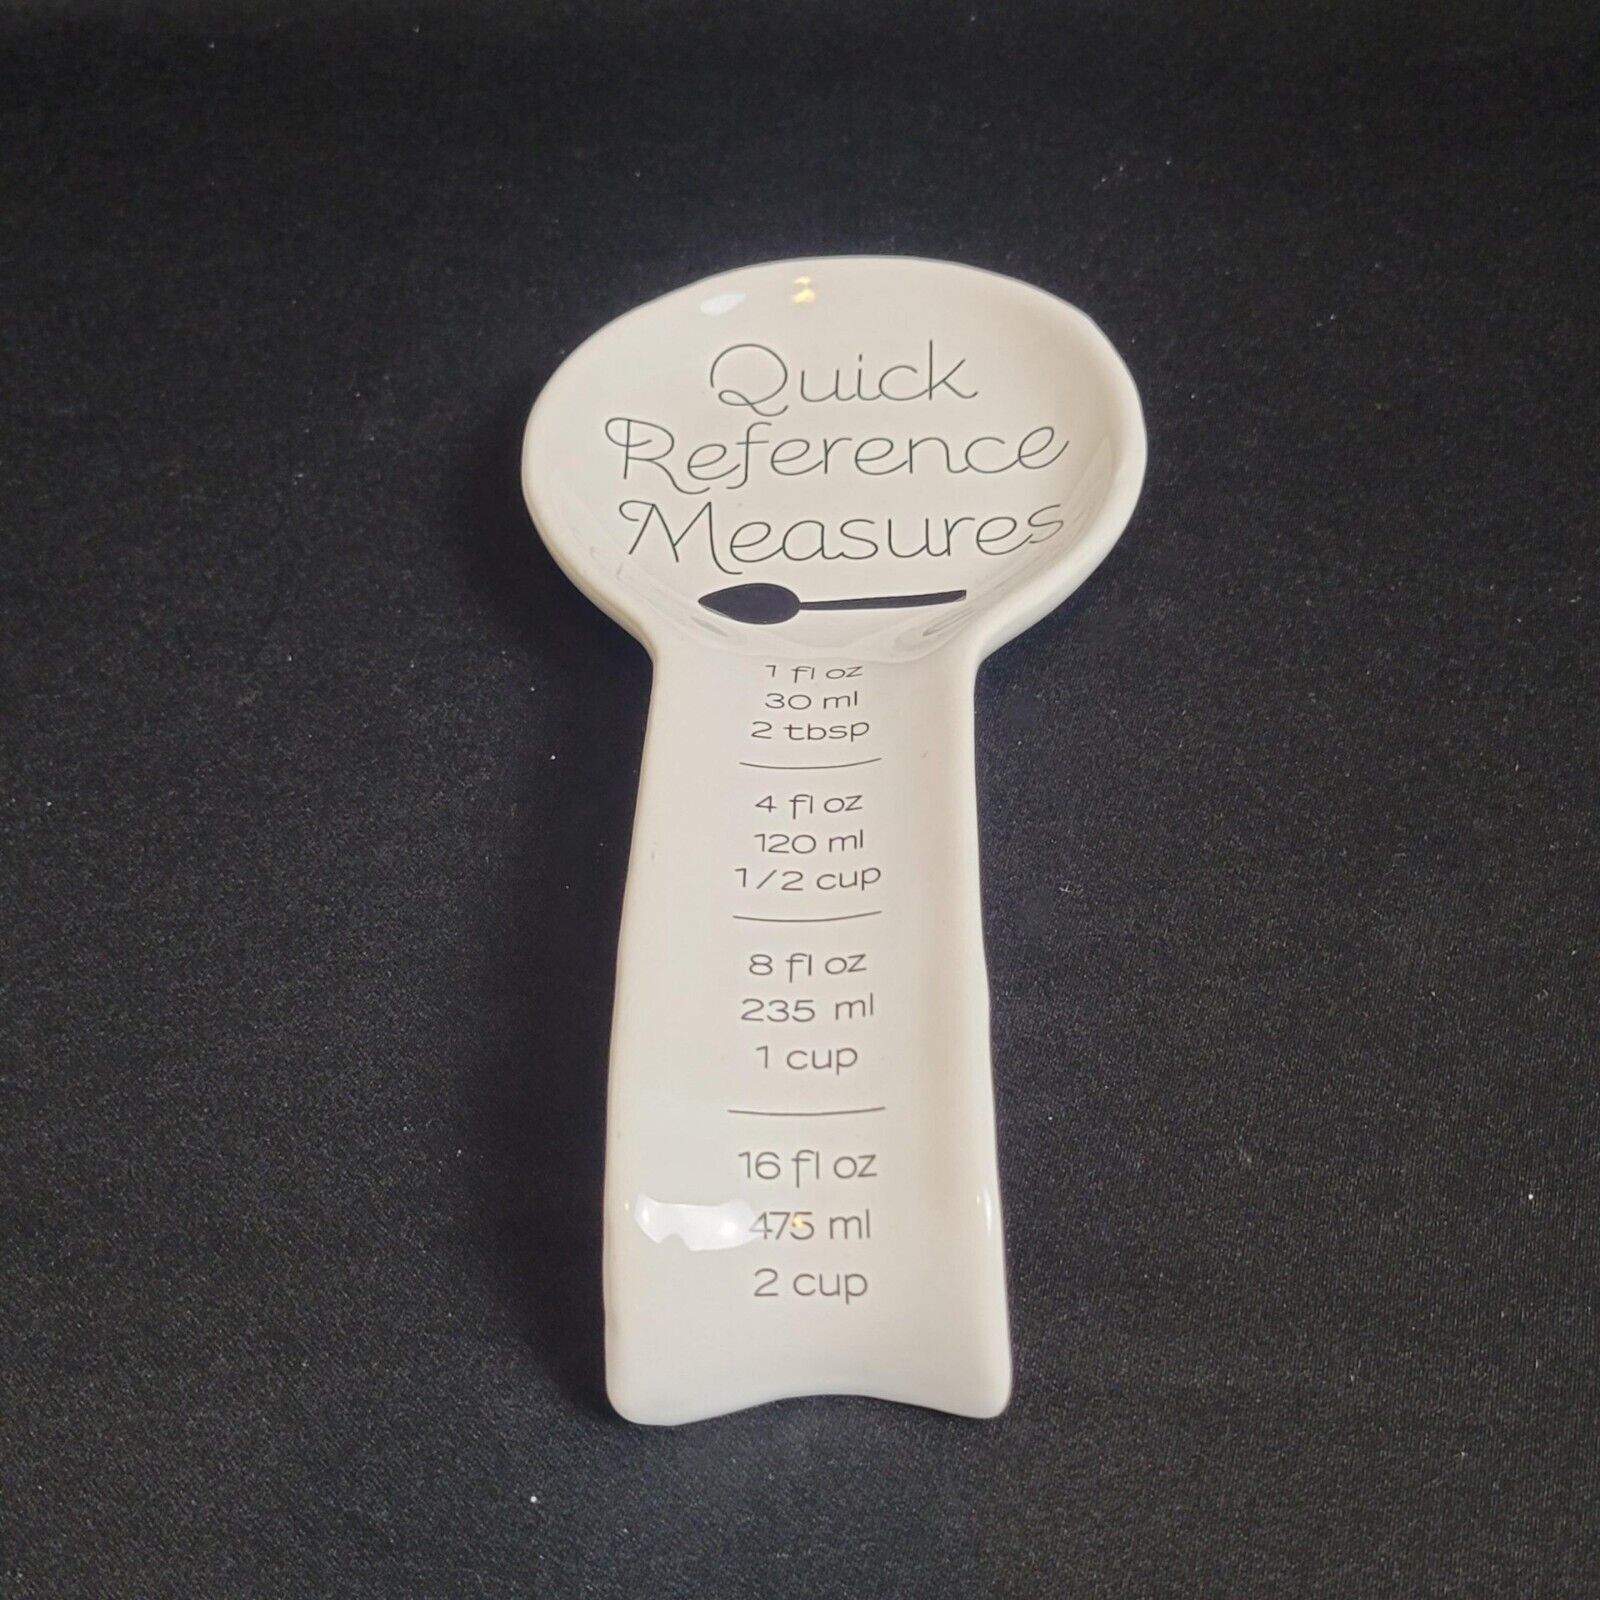 Quick
Reference
Measures
1 fl oz
30 ml
2 tbsp
4 fl oz
120 ml
1/2 cup
8 fl oz
235 ml
1 cup
16 fl oz
475 ml
2 cup